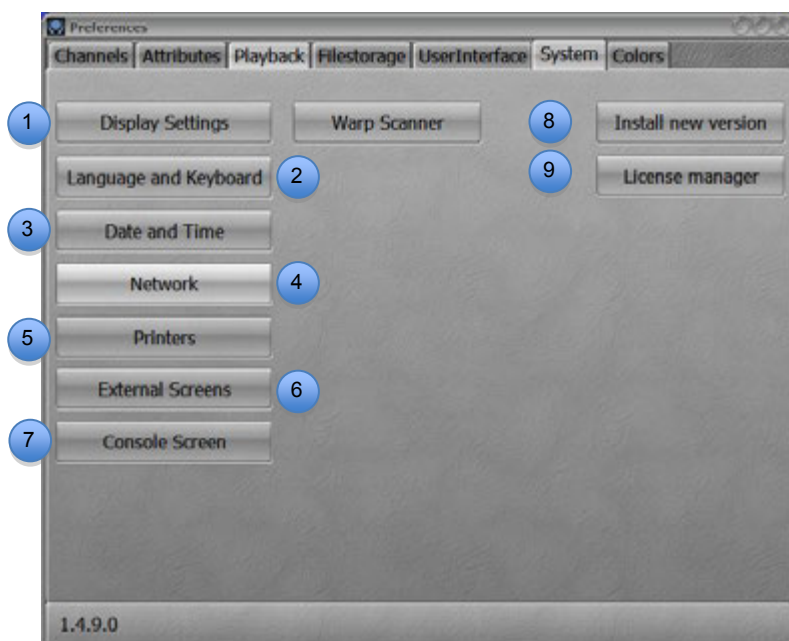 Preferences
Channels Attributes Playback Filestorage UserInterface System Colors
1 Display Settings Warp Scanner 8 Install new version
Language and Keyboard 2 9 License manager
3 Date and Time
Network 4
5 Printers
External Screens 6
7 Console Screen
1.4.9.0